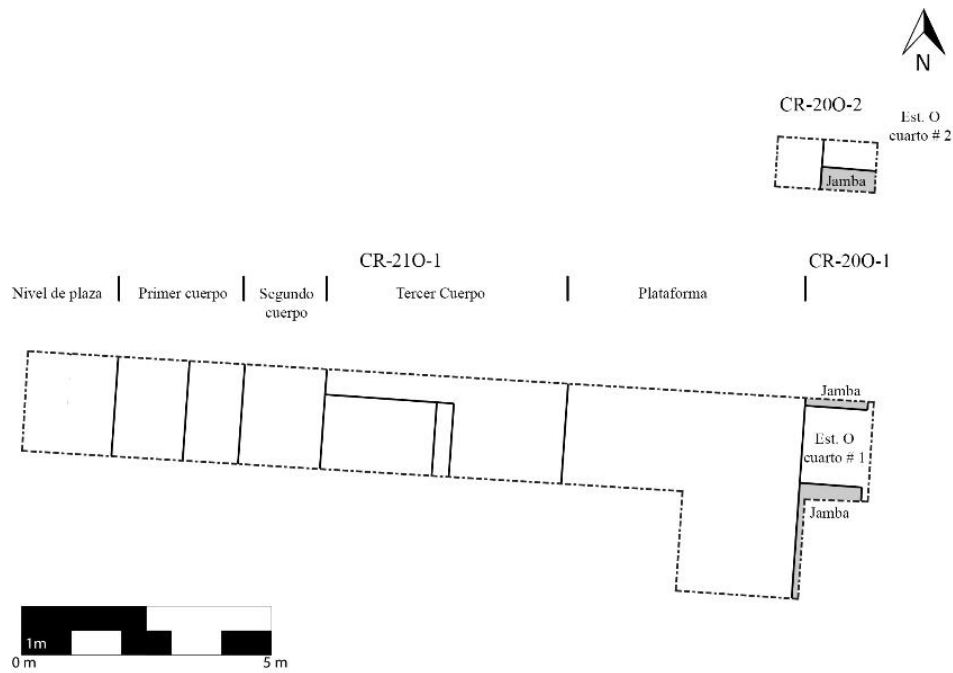 N
CR-20O-2
Est. O
cuarto # 2
Jamba
CR-21O-1
CR-20O-1
Nivel de plaza
Primer cuerpo
Segundo
cuerpo
Tercer Cuerpo
Plataforma
Jamba
Est. O
cuarto # 1
Jamba
1m
0 m
5 m